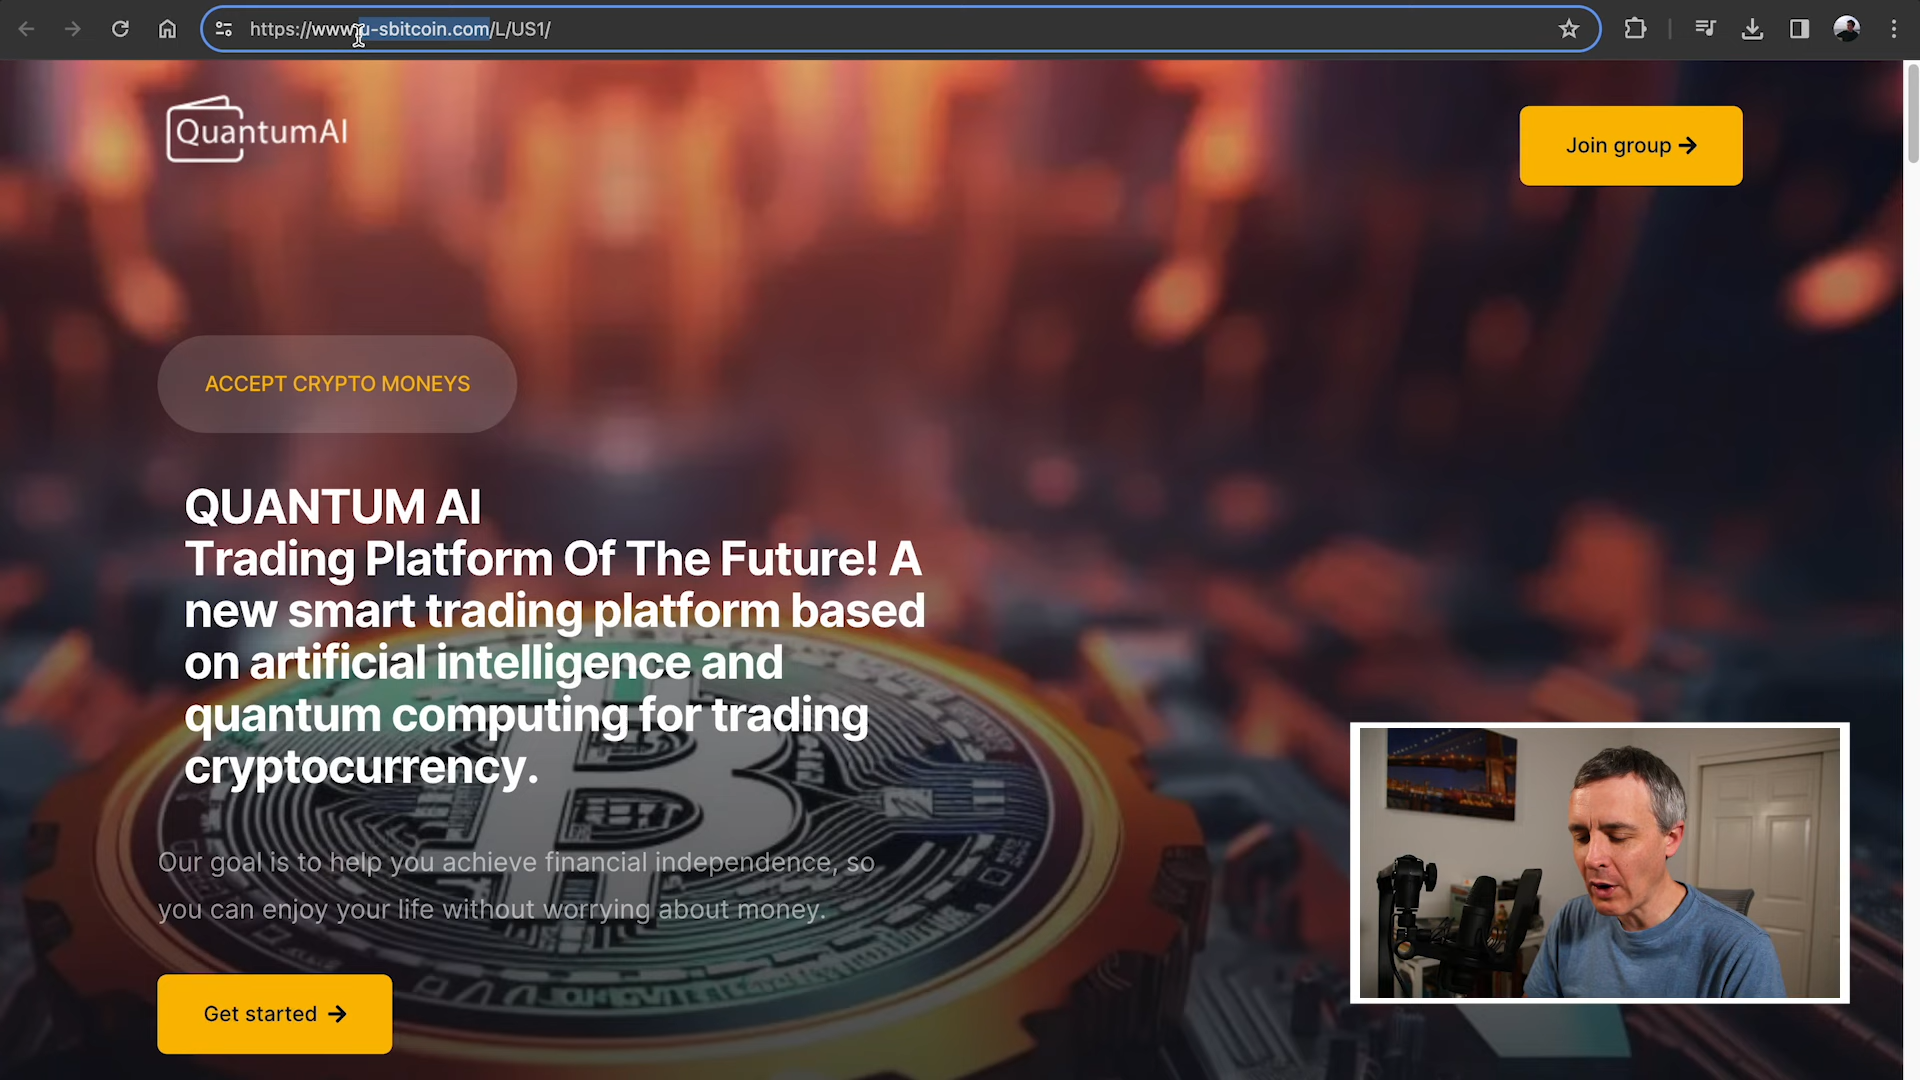 https://www.u-sbitcoin.com/L/US1/
QuantumAI
Join group →
ACCEPT CRYPTO MONEYS
QUANTUM AI
Trading Platform Of The Future! A
new smart trading platform based
on artificial intelligence and
quantum computing for trading
cryptocurrency.
Our goal is to help you achieve financial independence, so
you can enjoy your life without worrying about money.
Get started →